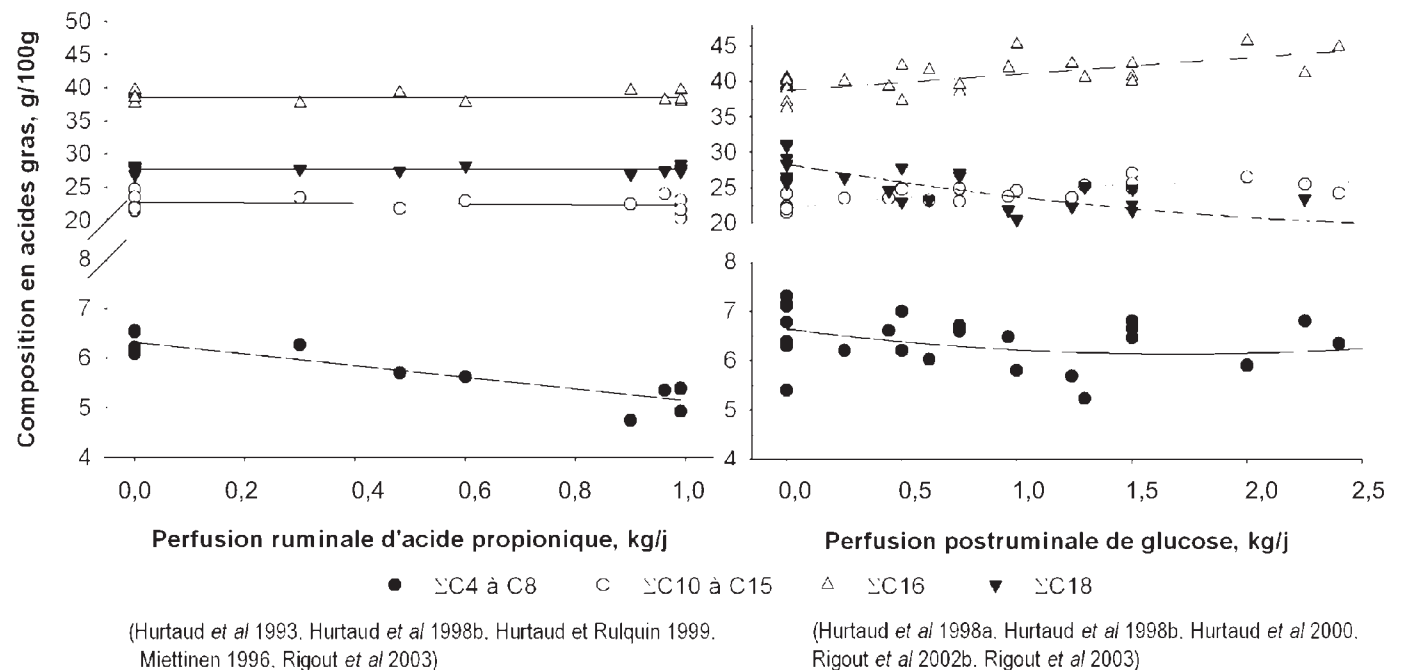 Composition en acides gras, g/100g
50
45
40
35
30
25
20
8
7
6
5
4
0,0 0,2 0,4 0,6 0,8 1,0
Perfusion ruminale d'acide propionique, kg/j
45
40
35
30
25
20
8
7
6
5
4
0,0 0,5 1,0 1,5 2,0 2,5
Perfusion postruminale de glucose, kg/j
● ΣC4 à C8 ○ ΣC10 à C15 △ ΣC16 ▼ ΣC18
(Hurtaud et al 1993, Hurtaud et al 1998b, Hurtaud et Rulquin 1999,
Miettinen 1996, Rigout et al 2003)
(Hurtaud et al 1998a, Hurtaud et al 1998b, Hurtaud et al 2000,
Rigout et al 2002b, Rigout et al 2003)